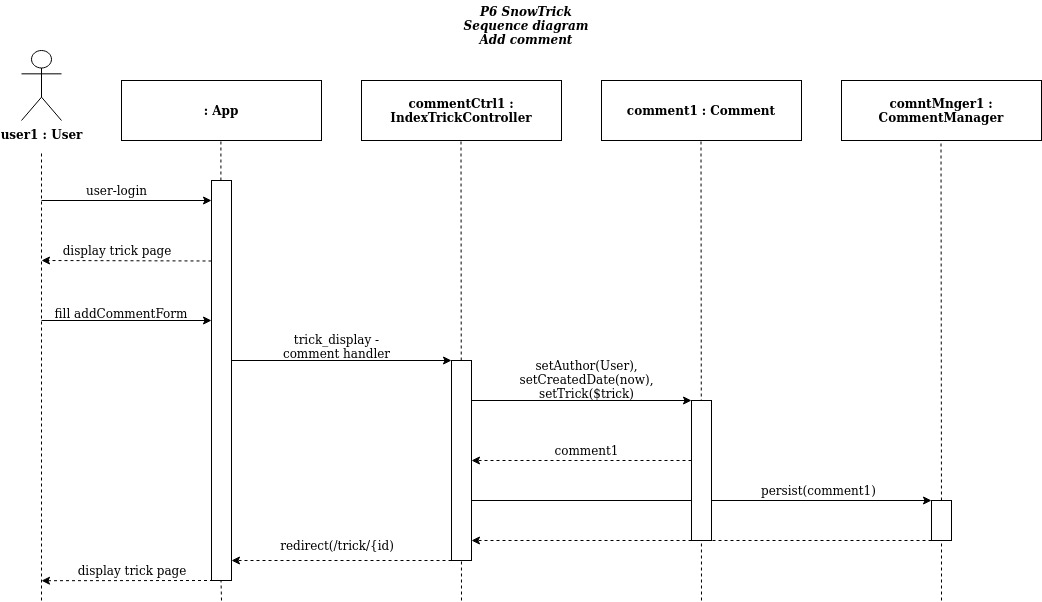 P6 SnowTrick
Sequence diagram
Add comment
user1 : User
: App
commentCtrl1 :
IndexTrickController
comment1 : Comment
comntMnger1 :
CommentManager
user-login
display trick page
fill addCommentForm
trick_display -
comment handler
setAuthor(User),
setCreatedDate(now),
setTrick($trick)
comment1
persist(comment1)
redirect(/trick/{id)
display trick page